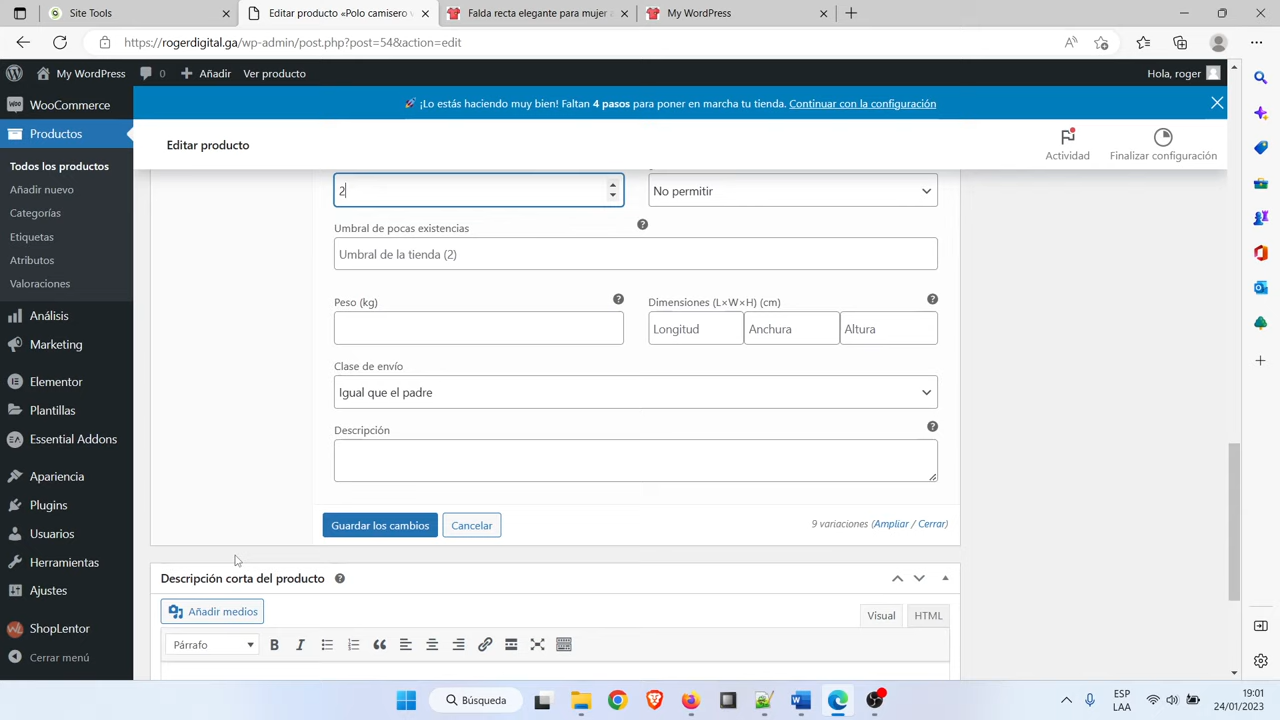 Site Tools
Editar producto «Polo camisero
Falda recta elegante para mujer a
My WordPress
https://rogerdigital.ga/wp-admin/post.php?post=54&action=edit
My WordPress
0
Añadir
Ver producto
Hola, roger
WooCommerce
🚀 ¡Lo estás haciendo muy bien! Faltan 4 pasos para poner en marcha tu tienda. Continuar con la configuración
Productos
Editar producto
Actividad
Finalizar configuración
Todos los productos
Añadir nuevo
Categorías
Etiquetas
Atributos
Valoraciones
Análisis
Marketing
Elementor
Plantillas
Essential Addons
Apariencia
Plugins
Usuarios
Herramientas
Ajustes
ShopLentor
Cerrar menú
2
No permitir
Umbral de pocas existencias
Umbral de la tienda (2)
Peso (kg)
Dimensiones (L×W×H) (cm)
Longitud
Anchura
Altura
Clase de envío
Igual que el padre
Descripción
Guardar los cambios
Cancelar
9 variaciones (Ampliar / Cerrar)
Descripción corta del producto
Añadir medios
Visual
HTML
Párrafo
Búsqueda
ESP
LAA
19:01
24/01/2023